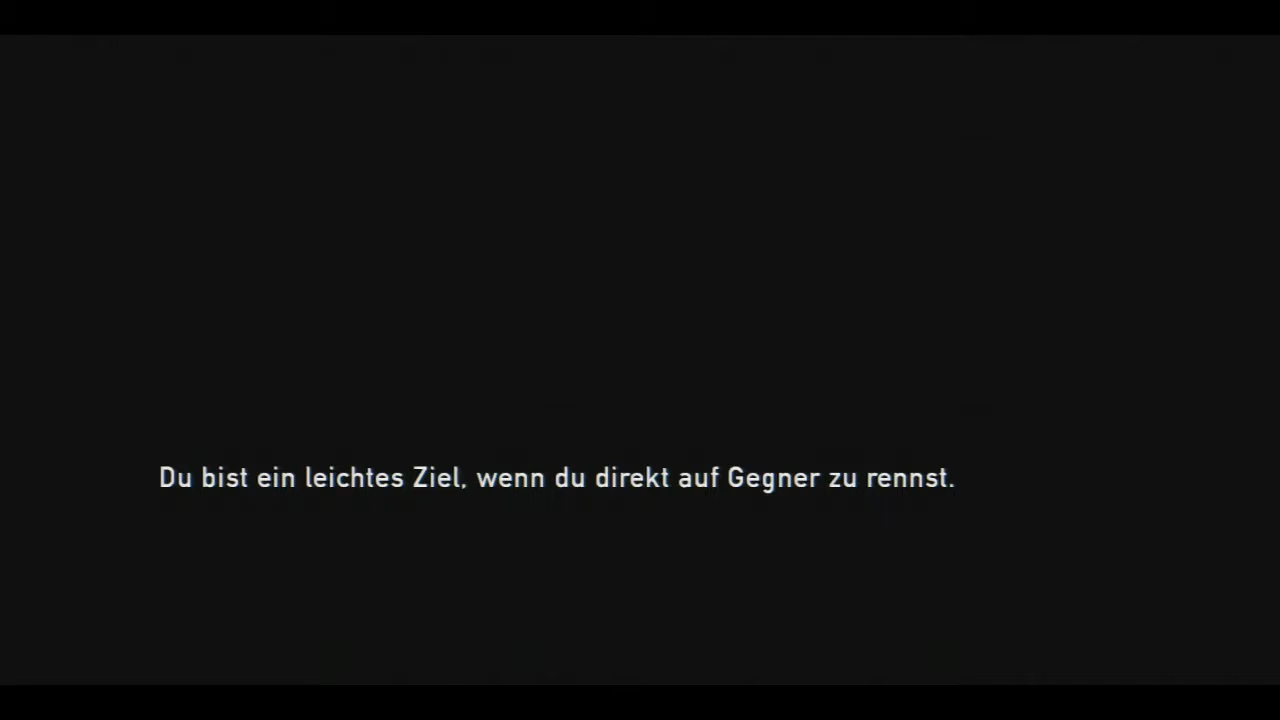 Du bist ein leichtes Ziel, wenn du direkt auf Gegner zu rennst.